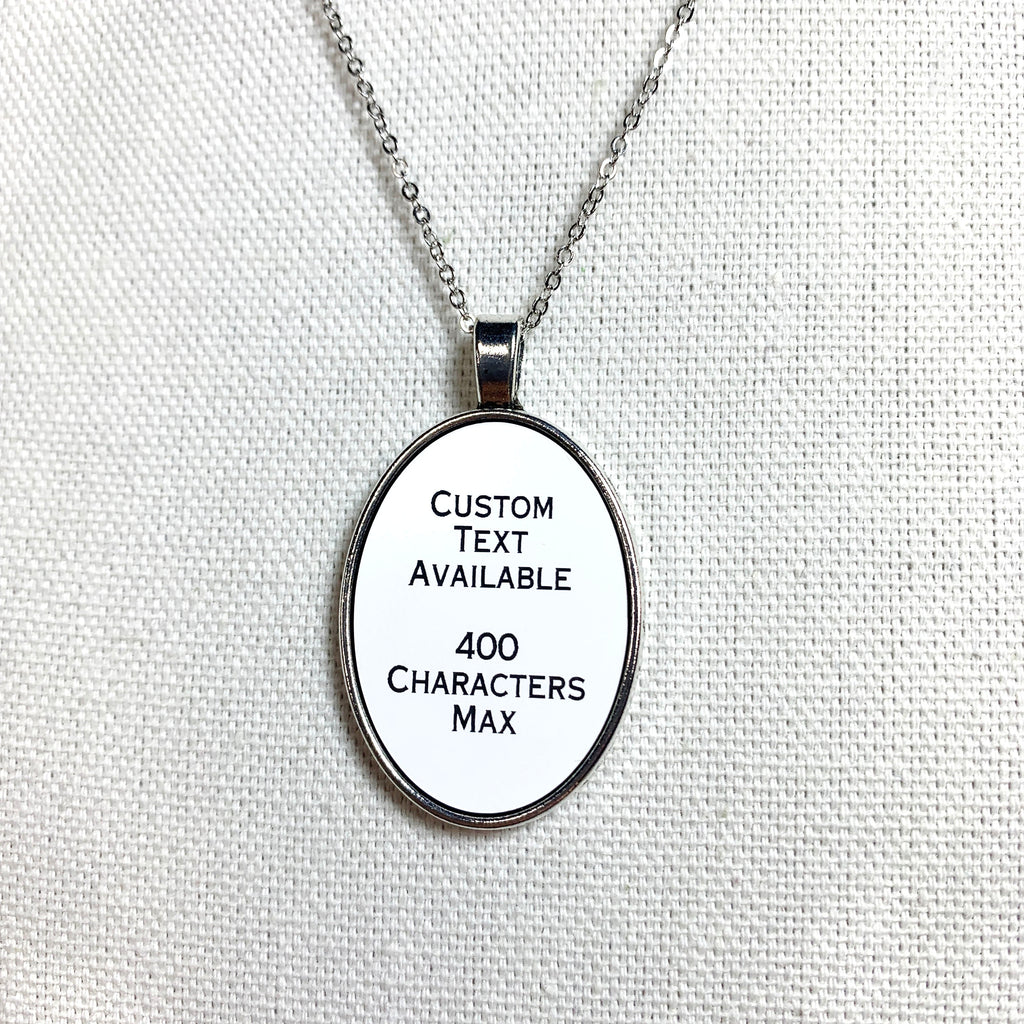 Custom
Text
Available
400
Characters
Max